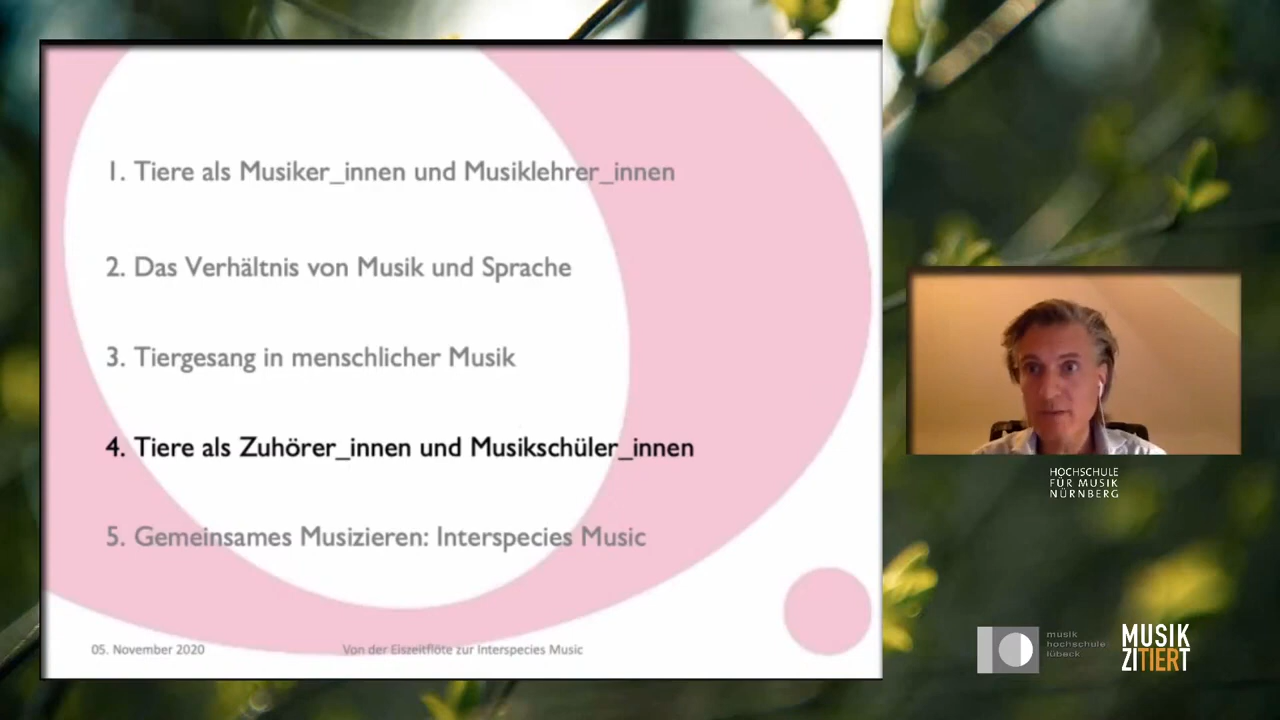 1. Tiere als Musiker_innen und Musiklehrer_innen
2. Das Verhältnis von Musik und Sprache
3. Tiergesang in menschlicher Musik
4. Tiere als Zuhörer_innen und Musikschüler_innen
5. Gemeinsames Musizieren: Interspecies Music
05. November 2020
Von der Eiszeitflöte zur Interspecies Music
HOCHSCHULE
FÜR MUSIK
NÜRNBERG
musik
hochschule
lübeck
MUSIK
ZITIERT